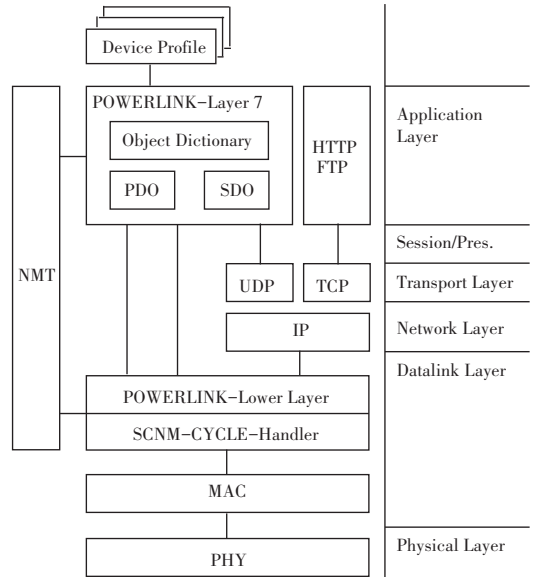 Device Profile
POWERLINK−Layer 7
Object Dictionary
PDO
SDO
HTTP
FTP
Application
Layer
Session/Pres.
NMT
UDP
TCP
Transport Layer
IP
Network Layer
Datalink Layer
POWERLINK−Lower Layer
SCNM−CYCLE−Handler
MAC
PHY
Physical Layer